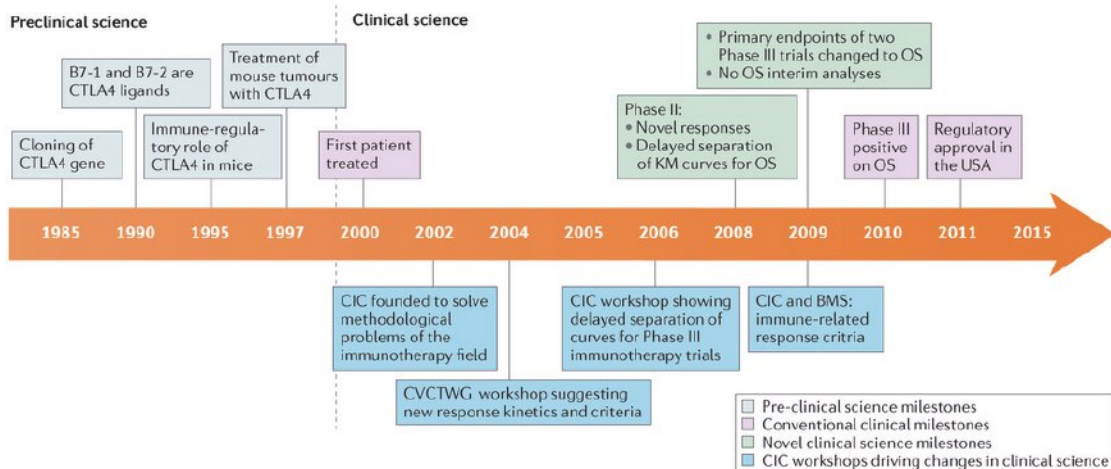 Preclinical science
Clinical science
B7-1 and B7-2 are
CTLA4 ligands
Treatment of
mouse tumours
with CTLA4
• Primary endpoints of two
Phase III trials changed to OS
• No OS interim analyses
Cloning of
CTLA4 gene
Immune-regula-
tory role of
CTLA4 in mice
First patient
treated
Phase II:
• Novel responses
• Delayed separation
of KM curves for OS
Phase III
positive
on OS
Regulatory
approval in
the USA
1985 1990 1995 1997 2000 2002 2004 2005 2006 2008 2009 2010 2011 2015
CIC founded to solve
methodological
problems of the
immunotherapy field
CIC workshop showing
delayed separation of
curves for Phase III
immunotherapy trials
CIC and BMS:
immune-related
response critria
CVCTWG workshop suggesting
new response kinetics and criteria
Pre-clinical science milestones
Conventional clinical milestones
Novel clinical science milestones
CIC workshops driving changes in clinical science